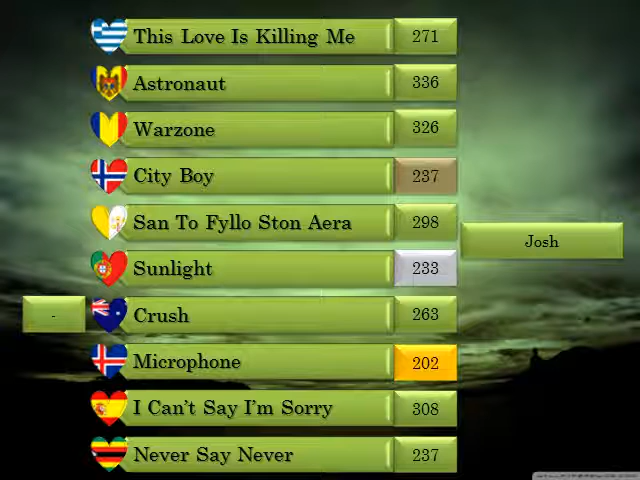 This Love Is Killing Me 271
Astronaut 336
Warzone 326
City Boy 237
San To Fyllo Ston Aera 298
Josh
Sunlight 233
- Crush 263
Microphone 202
I Can't Say I'm Sorry 308
Never Say Never 237